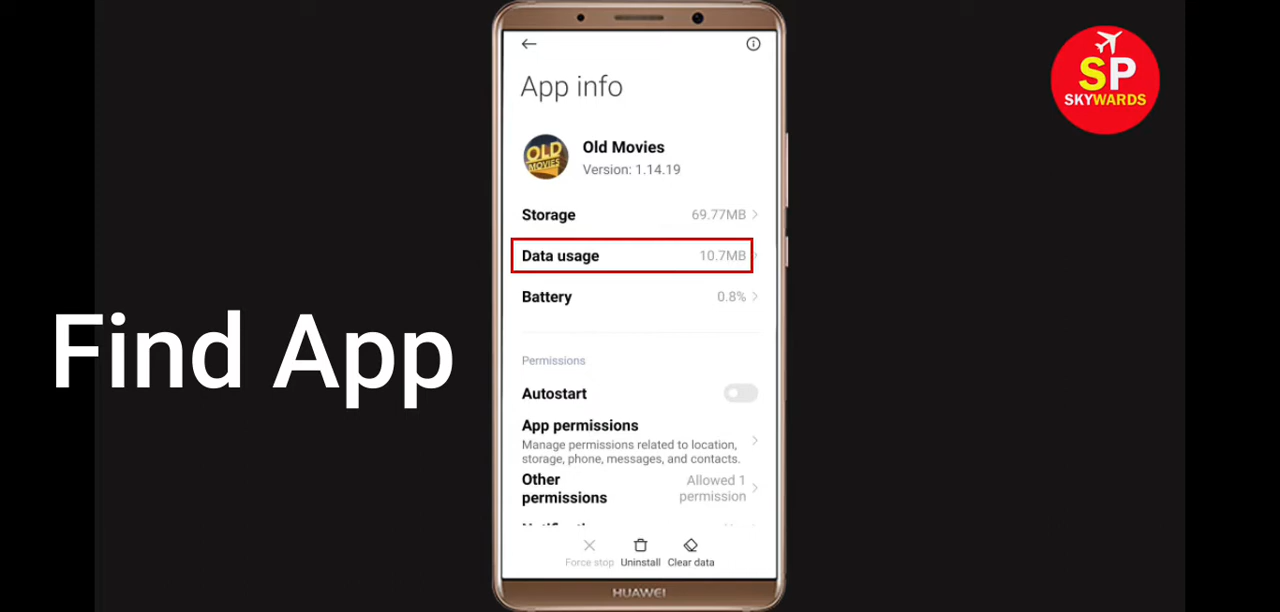 App info
OLD
MOVIES
Old Movies
Version: 1.14.19
Storage 69.77MB
Data usage 10.7MB
Battery 0.8%
Permissions
Autostart
App permissions
Manage permissions related to location,
storage, phone, messages, and contacts.
Other
permissions
Allowed 1
permission
Force stop Uninstall Clear data
HUAWEI
Find App
SP
SKYWARDS